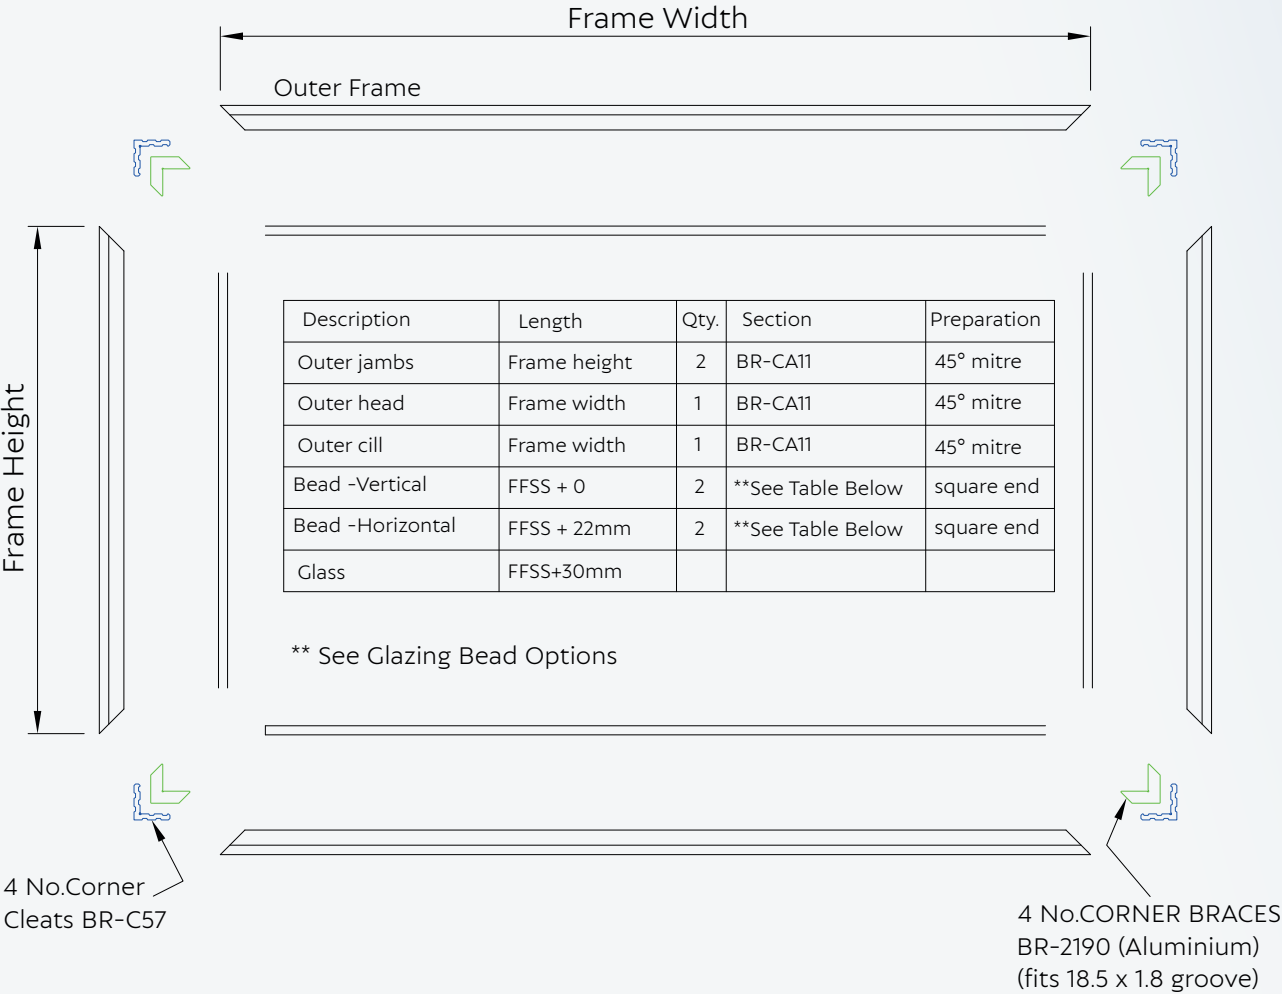 Frame Width
Outer Frame
Frame Height
Description Length Qty. Section Preparation
Outer jambs Frame height 2 BR-CA11 45° mitre
Outer head Frame width 1 BR-CA11 45° mitre
Outer cill Frame width 1 BR-CA11 45° mitre
Bead -Vertical FFSS + 0 2 **See Table Below square end
Bead -Horizontal FFSS + 22mm 2 **See Table Below square end
Glass FFSS+30mm
** See Glazing Bead Options
4 No.Corner
Cleats BR-C57
4 No.CORNER BRACES
BR-2190 (Aluminium)
(fits 18.5 x 1.8 groove)